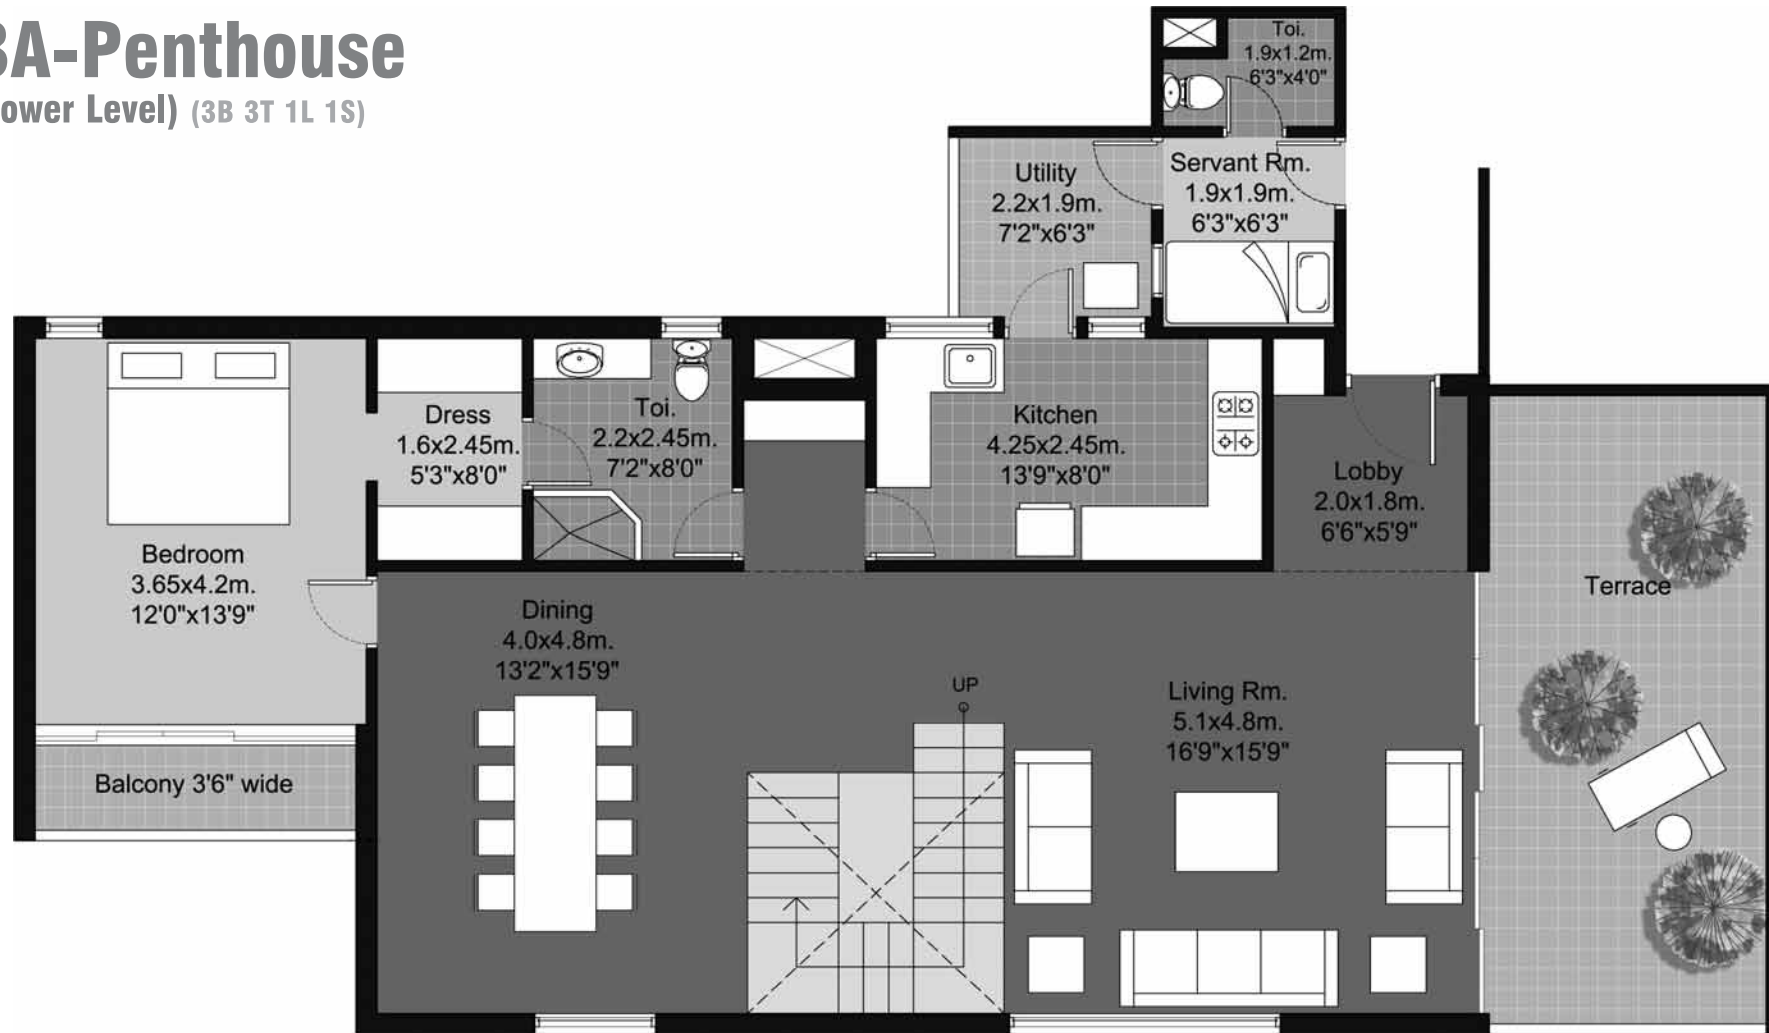 3A-Penthouse
ower Level) (3B 3T 1L 1S)
Toi.
1.9x1.2m.
6'3"x4'0"
Utility
2.2x1.9m.
7'2"x6'3"
Servant Rm.
1.9x1.9m.
6'3"x6'3"
Dress
1.6x2.45m.
5'3"x8'0"
Toi.
2.2x2.45m.
7'2"x8'0"
Kitchen
4.25x2.45m.
13'9"x8'0"
Lobby
2.0x1.8m.
6'6"x5'9"
Bedroom
3.65x4.2m.
12'0"x13'9"
Terrace
Dining
4.0x4.8m.
13'2"x15'9"
UP
Living Rm.
5.1x4.8m.
16'9"x15'9"
Balcony 3'6" wide